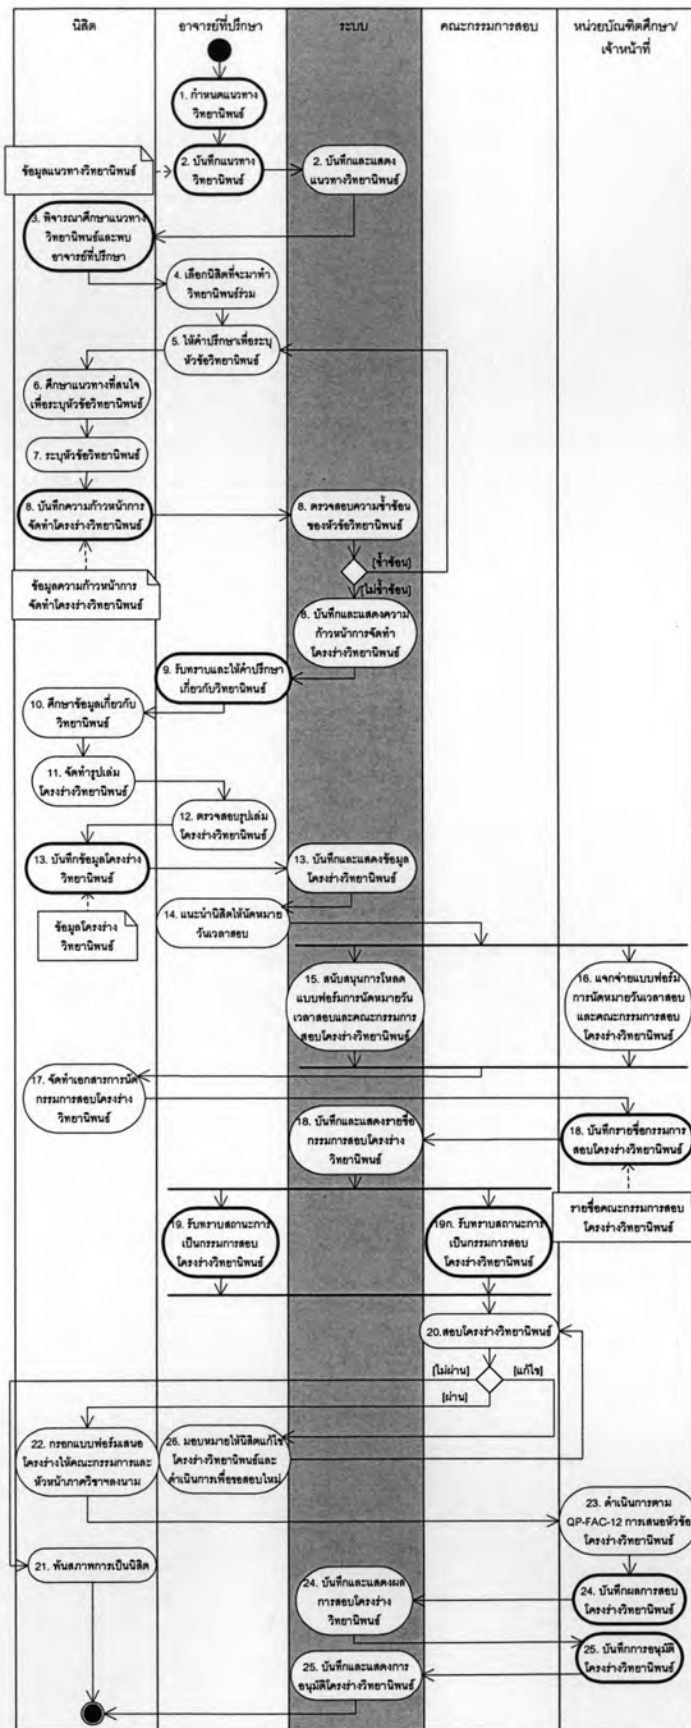 นิสิต
อาจารย์ที่ปรึกษา
ระบบ
คณะกรรมการสอบ
หน่วยบัณฑิตศึกษา/
เจ้าหน้าที่
1. กำหนดแนวทาง
วิทยานิพนธ์
ข้อมูลแนวทางวิทยานิพนธ์
2. บันทึกแนวทาง
วิทยานิพนธ์
2. บันทึกและแสดง
แนวทางวิทยานิพนธ์
3. พิจารณาศึกษาแนวทาง
วิทยานิพนธ์และพบ
อาจารย์ที่ปรึกษา
4. เลือกนิสิตที่จะมาทำ
วิทยานิพนธ์ร่วม
5. ให้คำปรึกษาเพื่อระบุ
หัวข้อวิทยานิพนธ์
6. ศึกษาแนวทางที่สนใจ
เพื่อระบุหัวข้อวิทยานิพนธ์
7. ระบุหัวข้อวิทยานิพนธ์
8. บันทึกความก้าวหน้าการ
จัดทำโครงร่างวิทยานิพนธ์
8. ตรวจสอบความซ้ำซ้อน
ของหัวข้อวิทยานิพนธ์
[ซ้ำซ้อน]
[ไม่ซ้ำซ้อน]
ข้อมูลความก้าวหน้าการ
จัดทำโครงร่างวิทยานิพนธ์
8. บันทึกและแสดงความ
ก้าวหน้าการจัดทำ
โครงร่างวิทยานิพนธ์
9. รับทราบและให้คำปรึกษา
เกี่ยวกับวิทยานิพนธ์
10. ศึกษาข้อมูลเกี่ยวกับ
วิทยานิพนธ์
11. จัดทำรูปเล่ม
โครงร่างวิทยานิพนธ์
12. ตรวจสอบรูปเล่ม
โครงร่างวิทยานิพนธ์
13. บันทึกข้อมูลโครงร่าง
วิทยานิพนธ์
13. บันทึกและแสดงข้อมูล
โครงร่างวิทยานิพนธ์
ข้อมูลโครงร่าง
วิทยานิพนธ์
14. แนะนำนิสิตให้นัดหมาย
วันเวลาสอบ
15. สนับสนุนการโหลด
แบบฟอร์มการนัดหมายวัน
เวลาสอบและคณะกรรมการ
สอบโครงร่างวิทยานิพนธ์
16. แจกจ่ายแบบฟอร์ม
การนัดหมายวันเวลาสอบ
และคณะกรรมการสอบ
โครงร่างวิทยานิพนธ์
17. จัดทำเอกสารการนัด
กรรมการสอบโครงร่าง
วิทยานิพนธ์
18. บันทึกและแสดงรายชื่อ
กรรมการสอบโครงร่าง
วิทยานิพนธ์
18. บันทึกรายชื่อกรรมการ
สอบโครงร่างวิทยานิพนธ์
รายชื่อคณะกรรมการสอบ
โครงร่างวิทยานิพนธ์
19. รับทราบสถานะการ
เป็นกรรมการสอบ
โครงร่างวิทยานิพนธ์
19ก. รับทราบสถานะการ
เป็นกรรมการสอบ
โครงร่างวิทยานิพนธ์
20.สอบโครงร่างวิทยานิพนธ์
[ไม่ผ่าน]
[แก้ไข]
[ผ่าน]
22. กรอกแบบฟอร์มเสนอ
โครงร่างให้คณะกรรมการและ
หัวหน้าภาควิชาฯลงนาม
26. มอบหมายให้นิสิตแก้ไข
โครงร่างวิทยานิพนธ์และ
ดำเนินการเพื่อขอสอบใหม่
23. ดำเนินการตาม
QP-FAC-12 การเสนอหัวข้อ
โครงร่างวิทยานิพนธ์
21. พ้นสภาพการเป็นนิสิต
24. บันทึกและแสดงผล
การสอบโครงร่าง
วิทยานิพนธ์
24. บันทึกผลการสอบ
โครงร่างวิทยานิพนธ์
25. บันทึกการอนุมัติ
โครงร่างวิทยานิพนธ์
25. บันทึกและแสดงการ
อนุมัติโครงร่างวิทยานิพนธ์